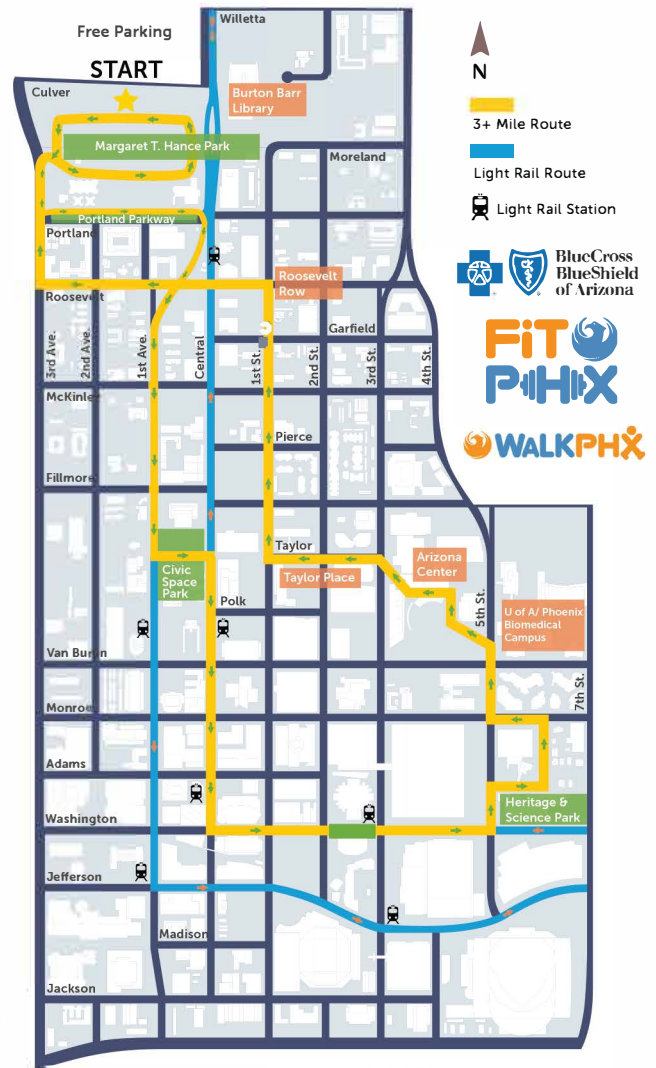 Free Parking
START
Willetta
Culver
Burton Barr
Library
N
3+ Mile Route
Light Rail Route
Light Rail Station
Margaret T. Hance Park
Moreland
Portland Parkway
Portland
BlueCross
BlueShield
of Arizona
Roosevelt
Row
Roosevelt
3rd Ave.
2nd Ave.
1st Ave.
Central
1st St.
2nd St.
3rd St.
4th St.
Garfield
FiT
PHX
WALKPHX
McKinley
Pierce
Fillmore
Taylor
Taylor Place
Arizona
Center
Civic
Space
Park
Polk
5th St.
U of A/ Phoenix
Biomedical
Campus
Van Buren
7th St.
Monroe
Adams
Washington
Heritage &
Science Park
Jefferson
Madison
Jackson